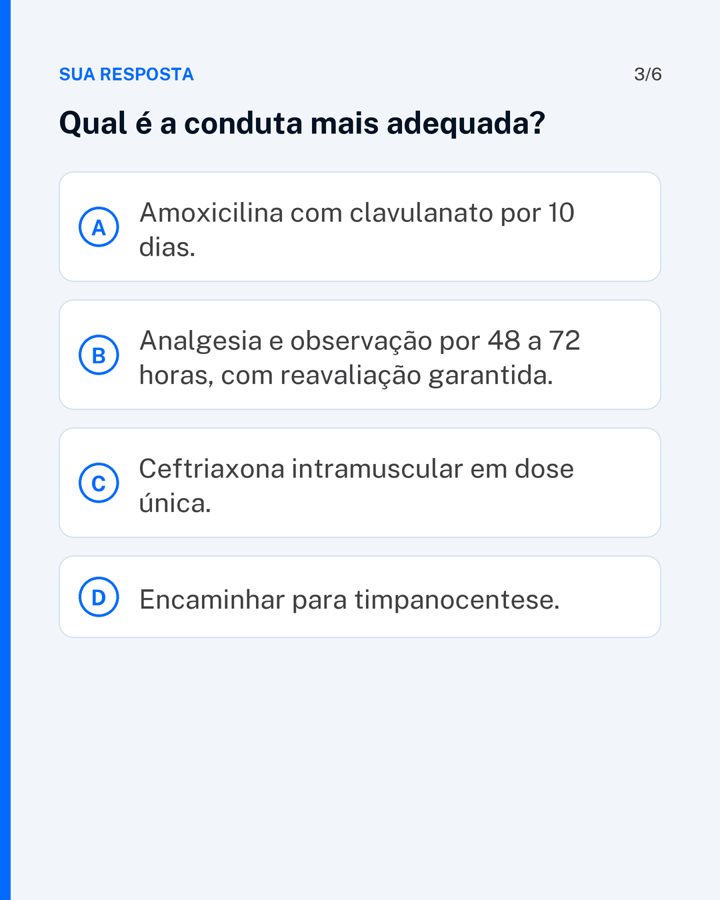 SUA RESPOSTA
3/6
Qual é a conduta mais adequada?
A
Amoxicilina com clavulanato por 10
dias.
B
Analgesia e observação por 48 a 72
horas, com reavaliação garantida.
C
Ceftriaxona intramuscular em dose
única.
D
Encaminhar para timpanocentese.